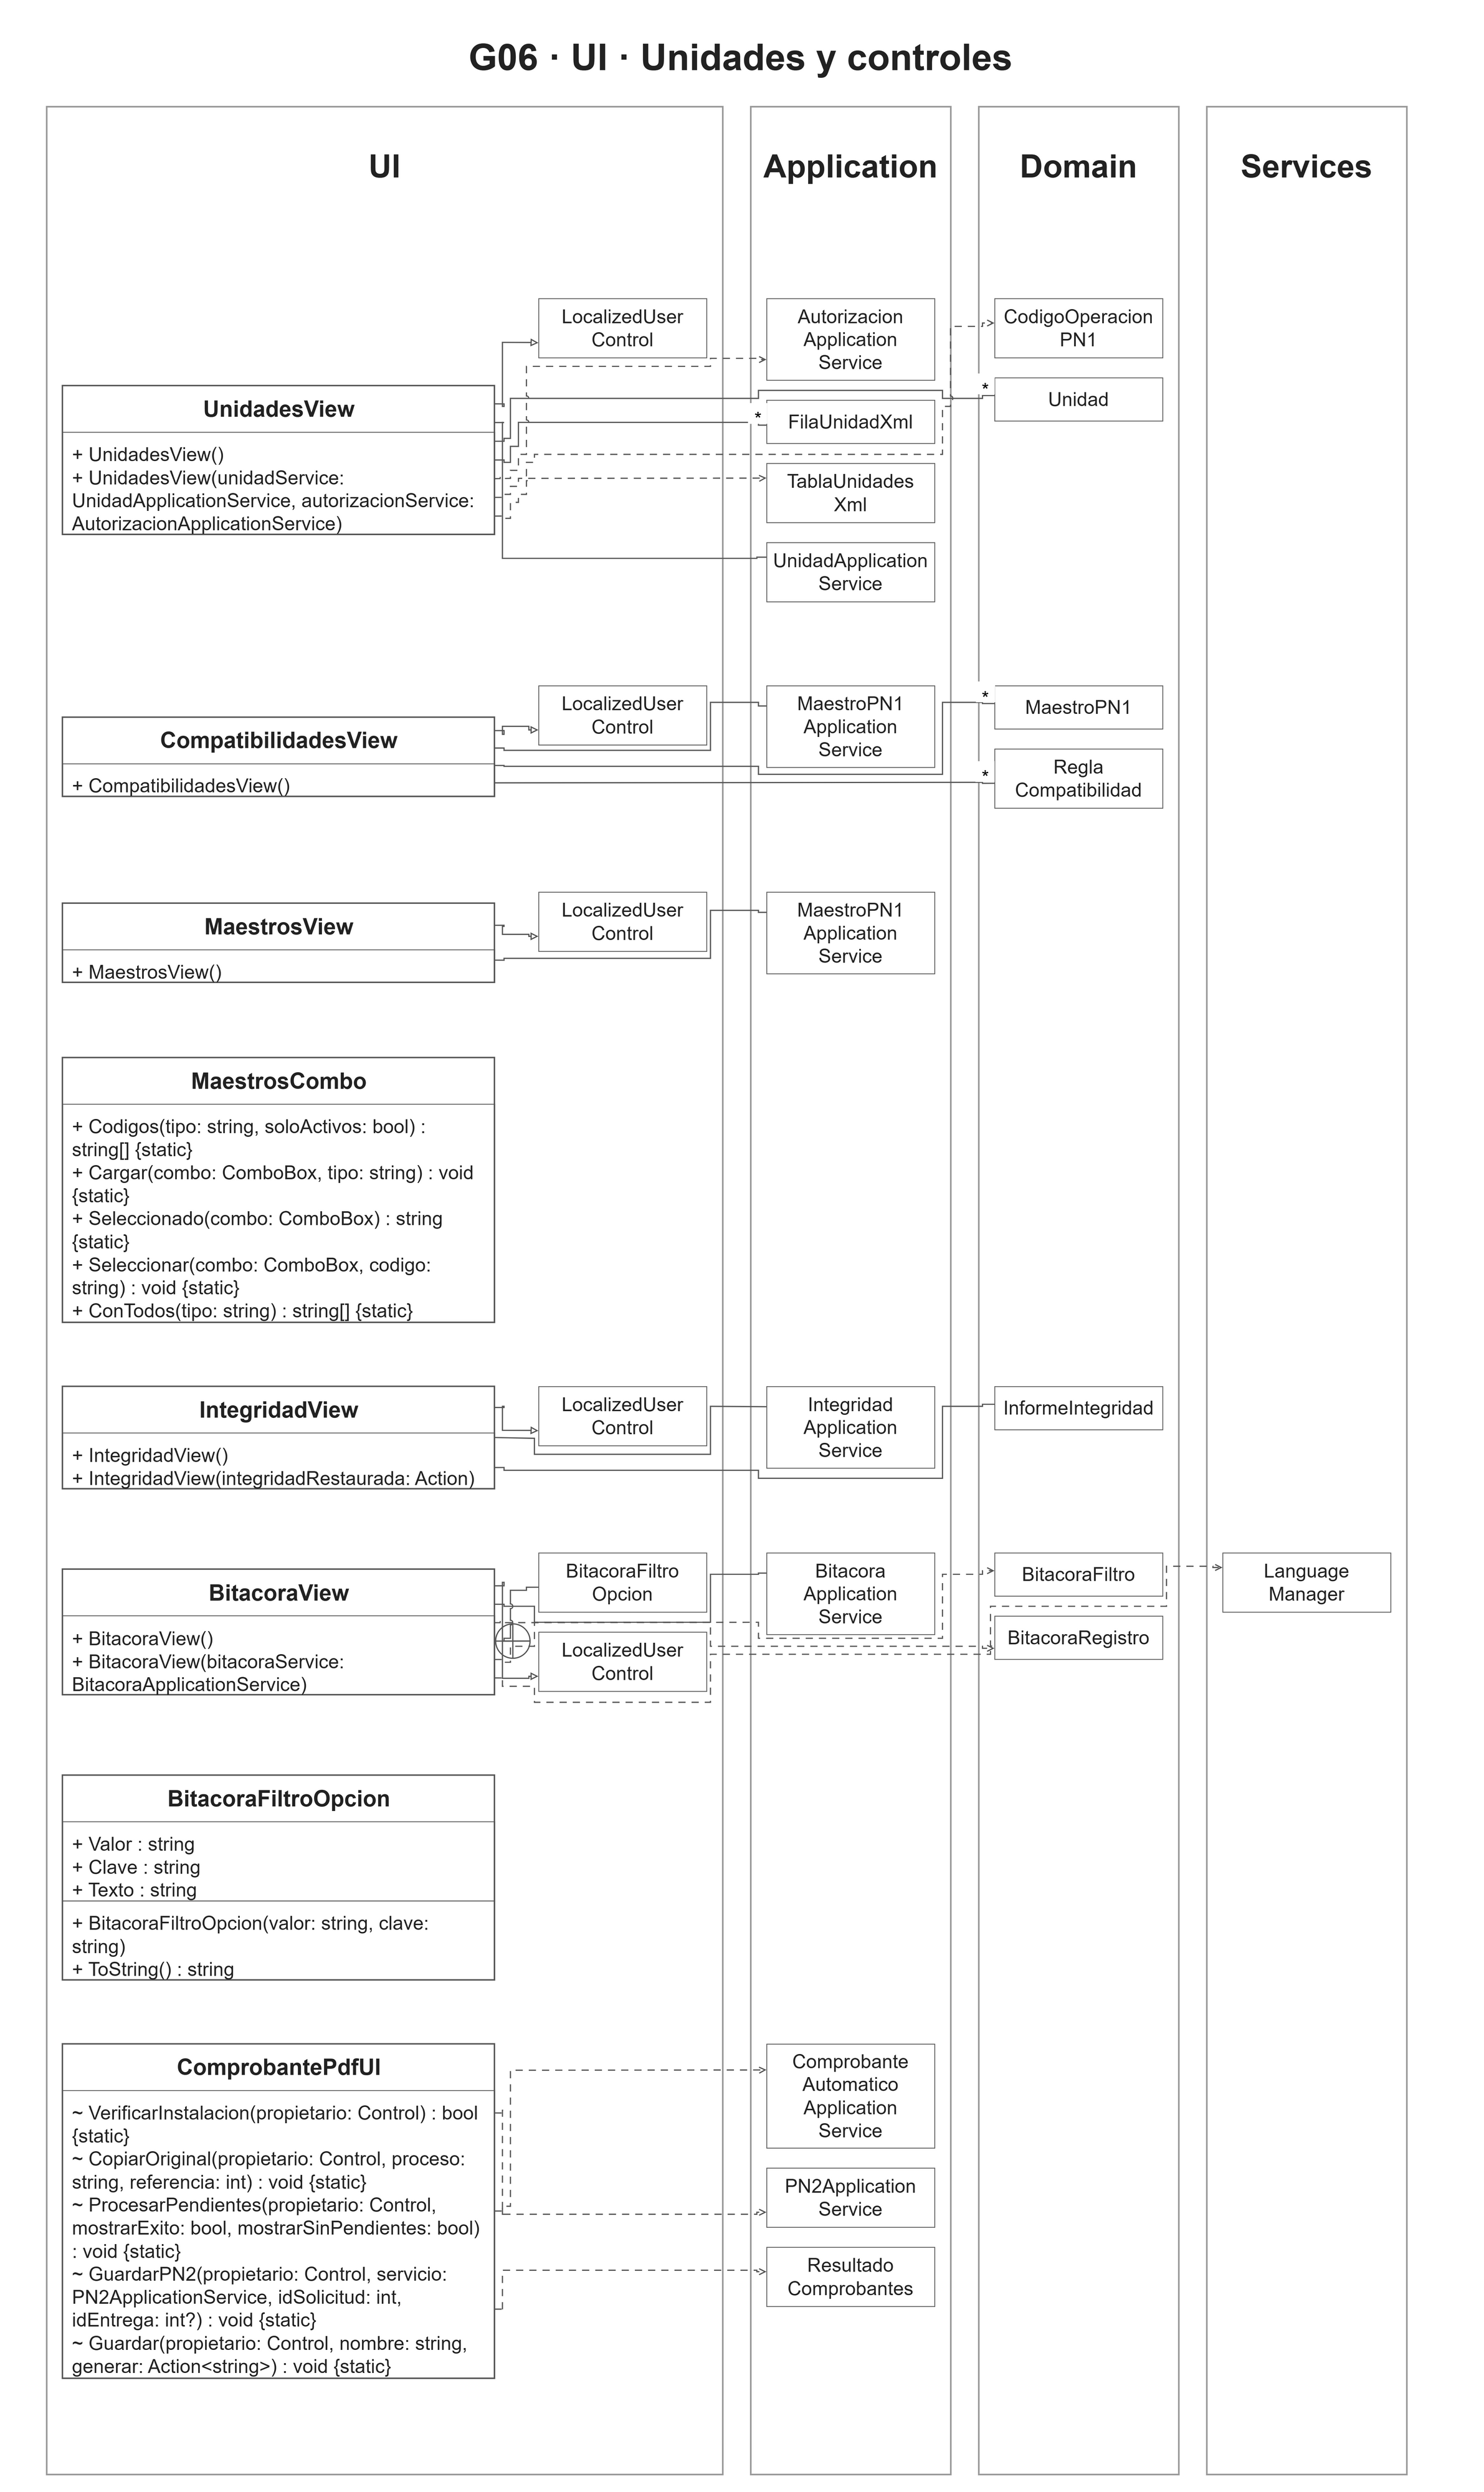 G06 · UI · Unidades y controles
UI
Application
Domain
Services
LocalizedUser
Control
Autorizacion
Application
Service
CodigoOperacion
PN1
UnidadesView
+ UnidadesView()
+ UnidadesView(unidadService:
UnidadApplicationService, autorizacionService:
AutorizacionApplicationService)
*
Unidad
*
FilaUnidadXml
TablaUnidades
Xml
UnidadApplication
Service
CompatibilidadesView
+ CompatibilidadesView()
LocalizedUser
Control
MaestroPN1
Application
Service
*
MaestroPN1
*
Regla
Compatibilidad
MaestrosView
+ MaestrosView()
LocalizedUser
Control
MaestroPN1
Application
Service
MaestrosCombo
+ Codigos(tipo: string, soloActivos: bool) :
string[] {static}
+ Cargar(combo: ComboBox, tipo: string) : void
{static}
+ Seleccionado(combo: ComboBox) : string
{static}
+ Seleccionar(combo: ComboBox, codigo:
string) : void {static}
+ ConTodos(tipo: string) : string[] {static}
IntegridadView
+ IntegridadView()
+ IntegridadView(integridadRestaurada: Action)
LocalizedUser
Control
Integridad
Application
Service
InformeIntegridad
BitacoraView
+ BitacoraView()
+ BitacoraView(bitacoraService:
BitacoraApplicationService)
BitacoraFiltro
Opcion
LocalizedUser
Control
Bitacora
Application
Service
BitacoraFiltro
BitacoraRegistro
Language
Manager
BitacoraFiltroOpcion
+ Valor : string
+ Clave : string
+ Texto : string
+ BitacoraFiltroOpcion(valor: string, clave:
string)
+ ToString() : string
ComprobantePdfUI
~ VerificarInstalacion(propietario: Control) : bool
{static}
~ CopiarOriginal(propietario: Control, proceso:
string, referencia: int) : void {static}
~ ProcesarPendientes(propietario: Control,
mostrarExito: bool, mostrarSinPendientes: bool)
: void {static}
~ GuardarPN2(propietario: Control, servicio:
PN2ApplicationService, idSolicitud: int,
idEntrega: int?) : void {static}
~ Guardar(propietario: Control, nombre: string,
generar: Action<string>) : void {static}
Comprobante
Automatico
Application
Service
PN2Application
Service
Resultado
Comprobantes